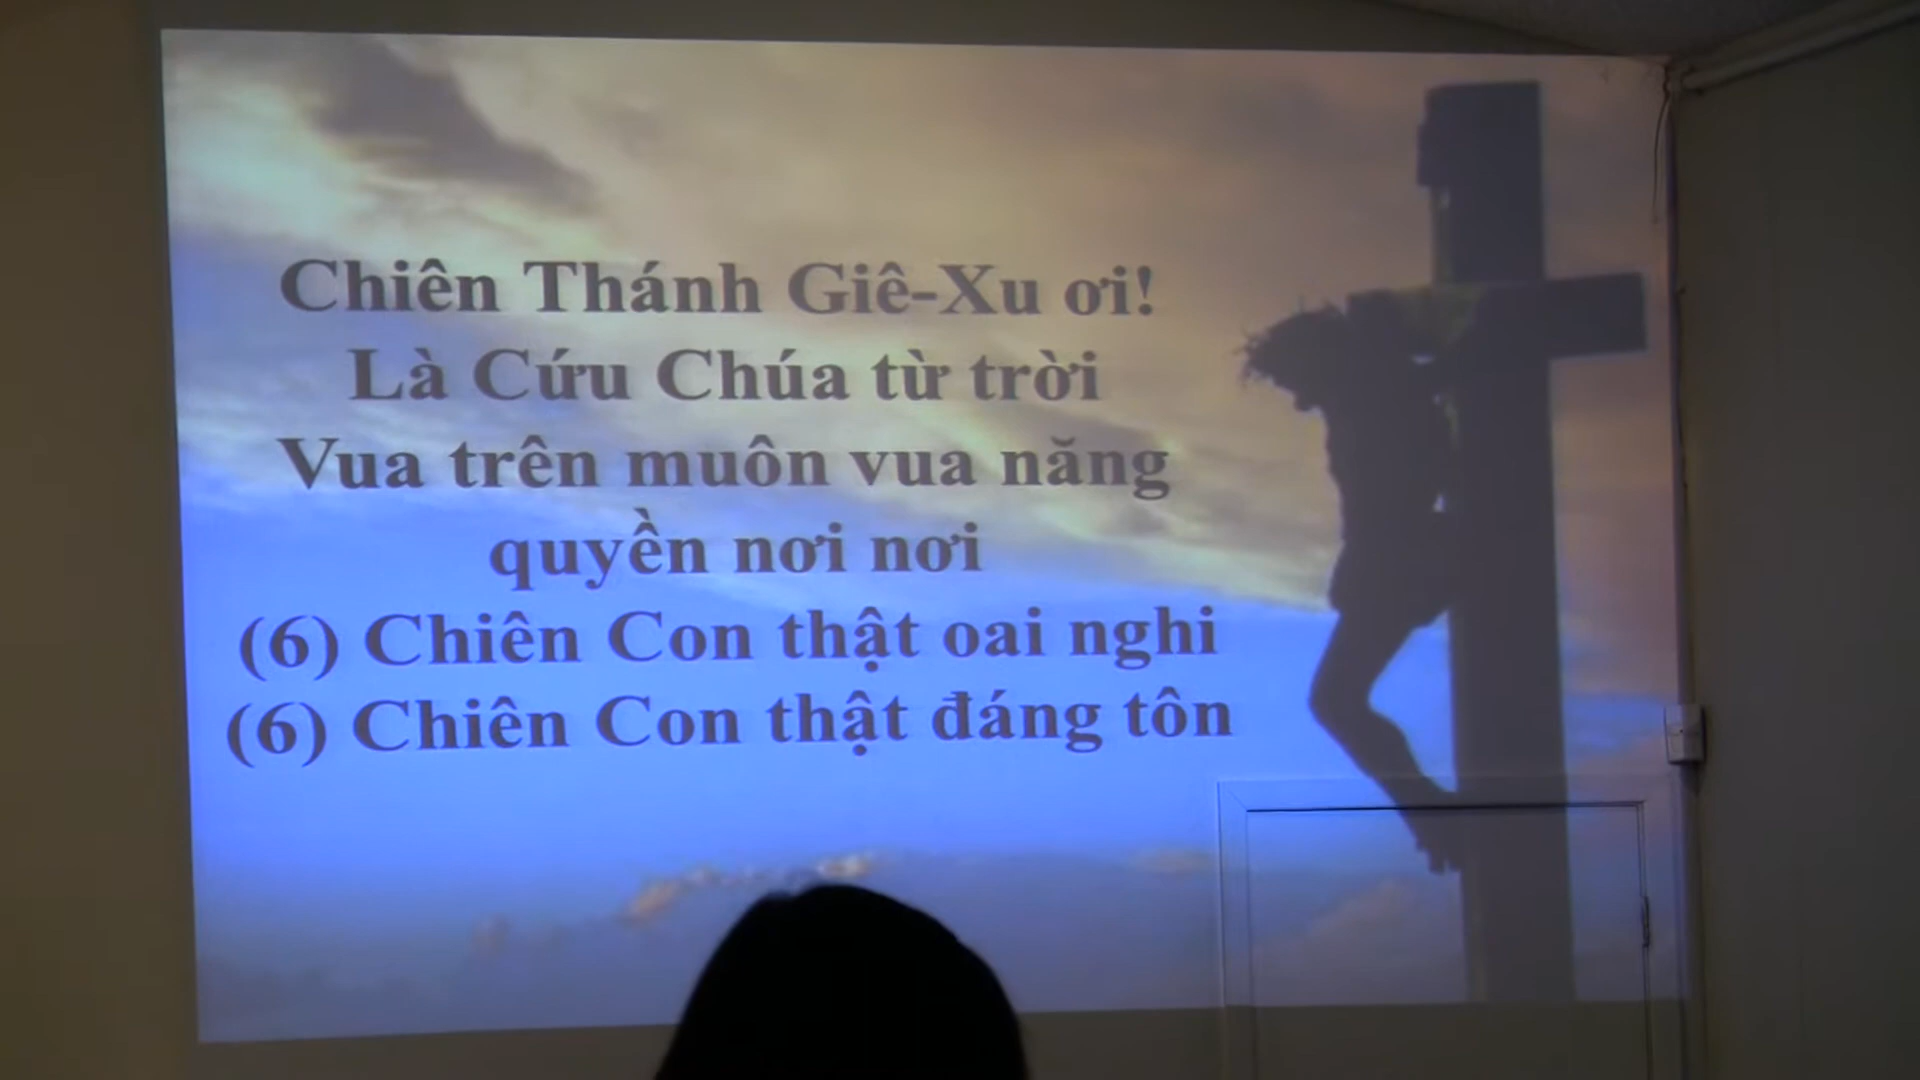 Chiên Thánh Giê-Xu ơi!
Là Cứu Chúa từ trời
Vua trên muôn vua năng
quyền nơi nơi
(6) Chiên Con thật oai nghi
(6) Chiên Con thật đáng tôn